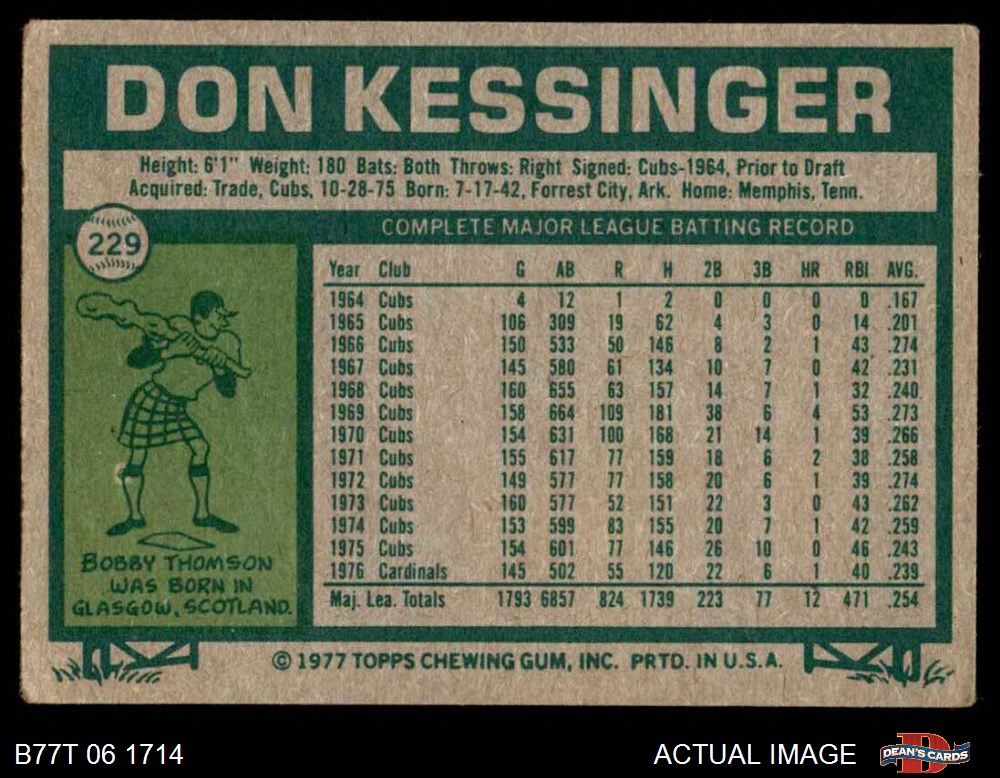 DON KESSINGER
Height: 6'1" Weight: 180 Bats: Both Throws: Right Signed: Cubs-1964, Prior to Draft
Acquired: Trade, Cubs, 10-28-75 Born: 7-17-42, Forrest City, Ark. Home: Memphis, Tenn.
229
COMPLETE MAJOR LEAGUE BATTING RECORD
Year Club G AB R H 2B 3B HR RBI AVG.
1964 Cubs 4 12 1 2 0 0 0 0 .167
1965 Cubs 106 309 19 62 4 3 0 14 .201
1966 Cubs 150 533 50 146 8 2 1 43 .274
1967 Cubs 145 580 61 134 10 7 0 42 .231
1968 Cubs 160 655 63 157 14 7 1 32 .240
1969 Cubs 158 664 109 181 38 6 4 53 .273
1970 Cubs 154 631 100 168 21 14 1 39 .266
1971 Cubs 155 617 77 159 18 6 2 38 .258
1972 Cubs 149 577 77 158 20 6 1 39 .274
1973 Cubs 160 577 52 151 22 3 0 43 .262
1974 Cubs 153 599 83 155 20 7 1 42 .259
1975 Cubs 154 601 77 146 26 10 0 46 .243
1976 Cardinals 145 502 55 120 22 6 1 40 .239
Maj. Lea. Totals 1793 6857 824 1739 223 77 12 471 .254
BOBBY THOMSON
WAS BORN IN
GLASGOW, SCOTLAND.
© 1977 TOPPS CHEWING GUM, INC. PRTD. IN U.S.A.
B77T 06 1714
ACTUAL IMAGE
DEAN'S CARDS